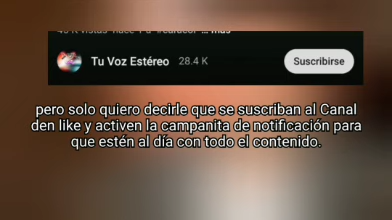 Tu Voz Estéreo 28.4 K Suscribirse
pero solo quiero decirle que se suscriban al Canal
den like y activen la campanita de notificación para
que estén al día con todo el contenido.